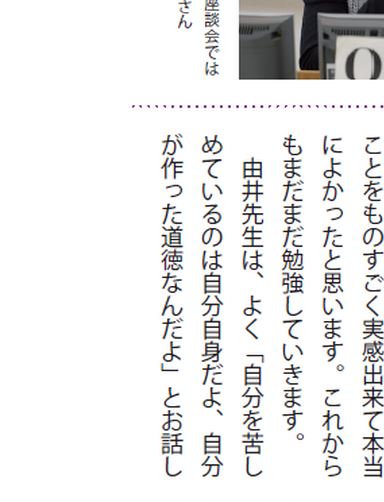 座談会では
さん
O
ことをものすごく実感出来て本当
によかったと思います。これから
もまだまだ勉強していきます。
由井先生は、よく「自分を苦し
めているのは自分自身だよ、自分
が作った道徳なんだよ」とお話し